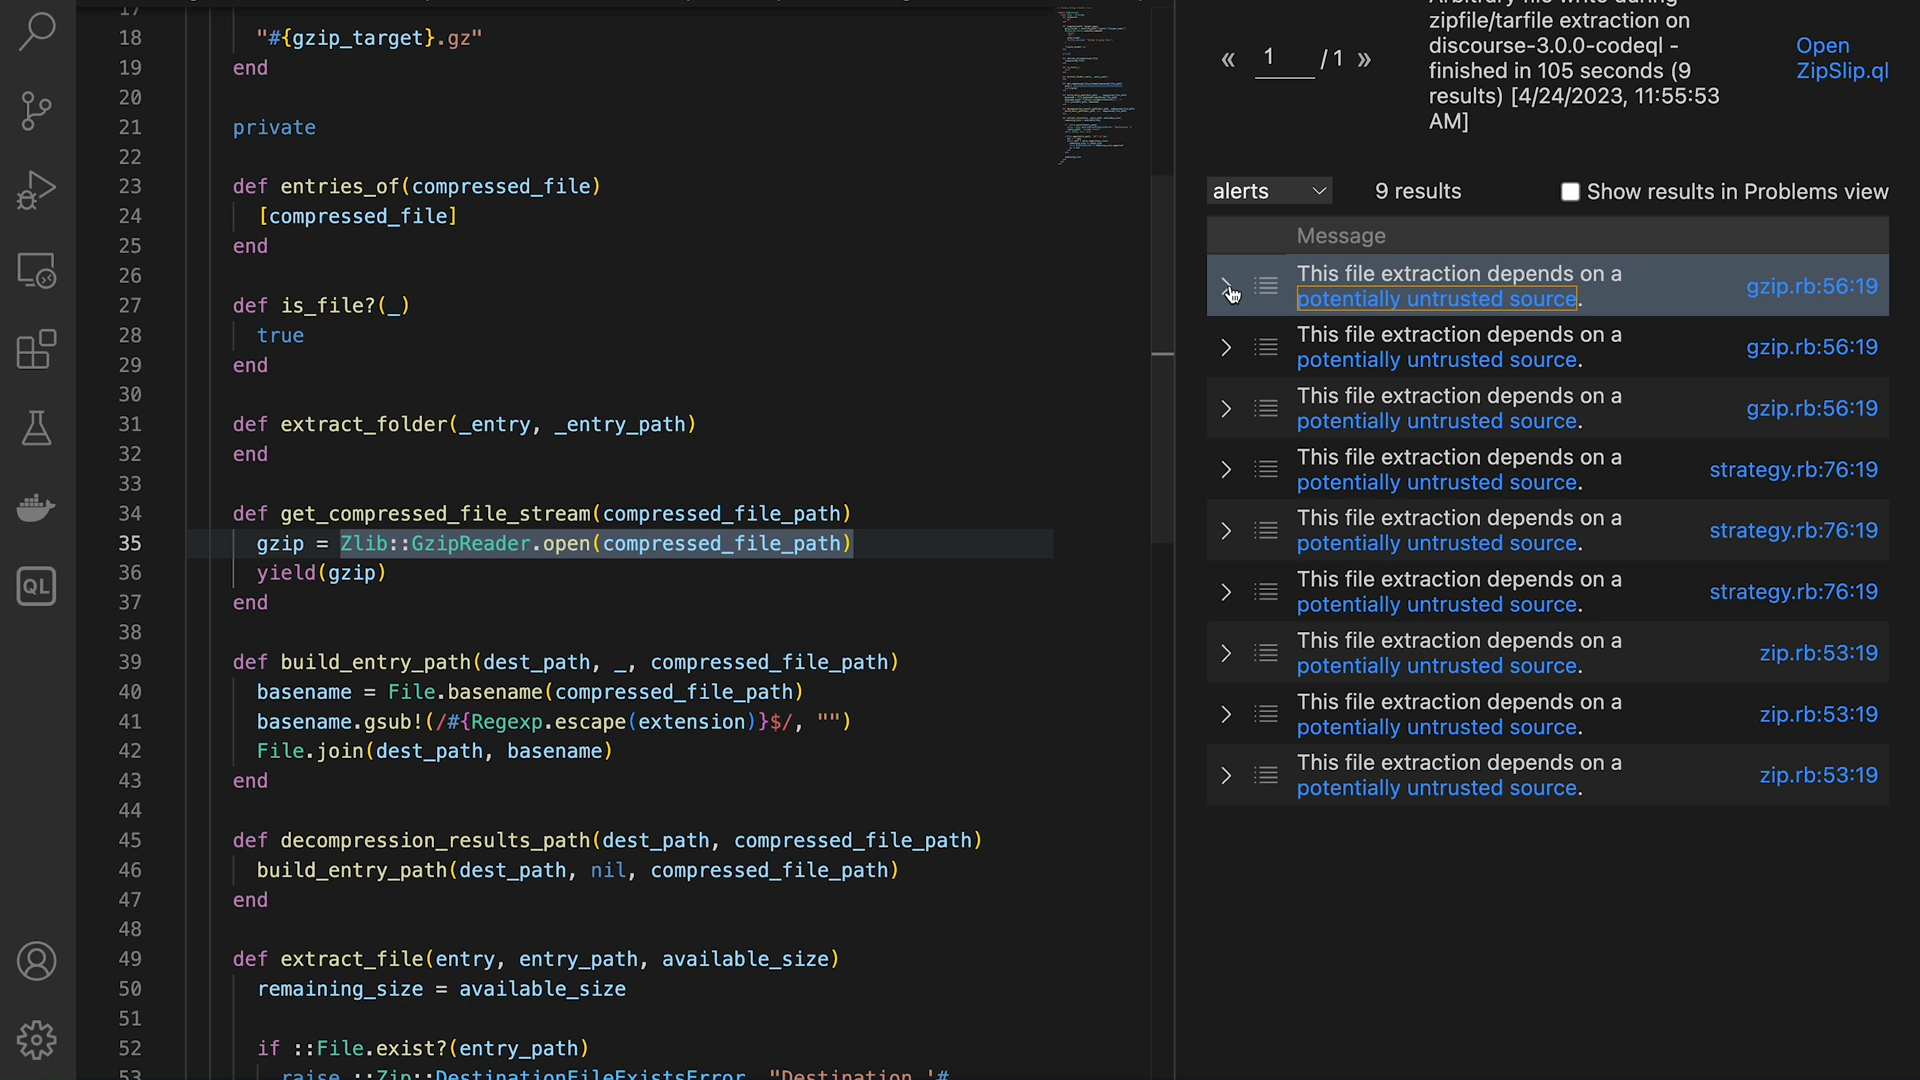 17
18 "#{gzip_target}.gz"
19 end
20
21 private
22
23 def entries_of(compressed_file)
24 [compressed_file]
25 end
26
27 def is_file?(_)
28 true
29 end
30
31 def extract_folder(_entry, _entry_path)
32 end
33
34 def get_compressed_file_stream(compressed_file_path)
35 gzip = Zlib::GzipReader.open(compressed_file_path)
36 yield(gzip)
37 end
38
39 def build_entry_path(dest_path, _, compressed_file_path)
40 basename = File.basename(compressed_file_path)
41 basename.gsub!(/#{Regexp.escape(extension)}$/, "")
42 File.join(dest_path, basename)
43 end
44
45 def decompression_results_path(dest_path, compressed_file_path)
46 build_entry_path(dest_path, nil, compressed_file_path)
47 end
48
49 def extract_file(entry, entry_path, available_size)
50 remaining_size = available_size
51
52 if ::File.exist?(entry_path)
53 raise ::Zip::DestinationFileExistsError, "Destination '#
QL
« 1 / 1 »
Arbitrary file write during
zipfile/tarfile extraction on
discourse-3.0.0-codeql -
finished in 105 seconds (9
results) [4/24/2023, 11:55:53
AM]
Open
ZipSlip.ql
alerts 9 results Show results in Problems view
Message
This file extraction depends on a
potentially untrusted source. gzip.rb:56:19
This file extraction depends on a
potentially untrusted source. gzip.rb:56:19
This file extraction depends on a
potentially untrusted source. gzip.rb:56:19
This file extraction depends on a
potentially untrusted source. strategy.rb:76:19
This file extraction depends on a
potentially untrusted source. strategy.rb:76:19
This file extraction depends on a
potentially untrusted source. strategy.rb:76:19
This file extraction depends on a
potentially untrusted source. zip.rb:53:19
This file extraction depends on a
potentially untrusted source. zip.rb:53:19
This file extraction depends on a
potentially untrusted source. zip.rb:53:19